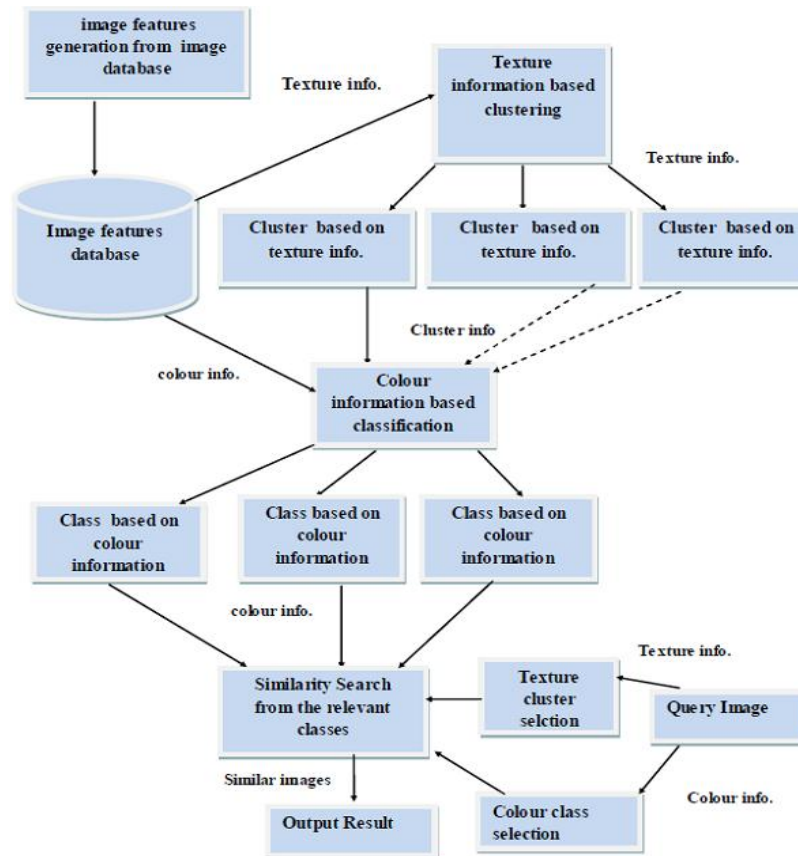 image features
generation from image
database
Texture info.
Texture
information based
clustering
Texture info.
Image features
database
Cluster based on
texture info.
Cluster based on
texture info.
Cluster based on
texture info.
Cluster info
colour info.
Colour
information based
classification
Class based on
colour
information
Class based on
colour
information
Class based on
colour
information
colour info.
Similarity Search
from the relevant
classes
Texture
cluster
selction
Texture info.
Query Image
Similar images
Output Result
Colour class
selection
Colour info.